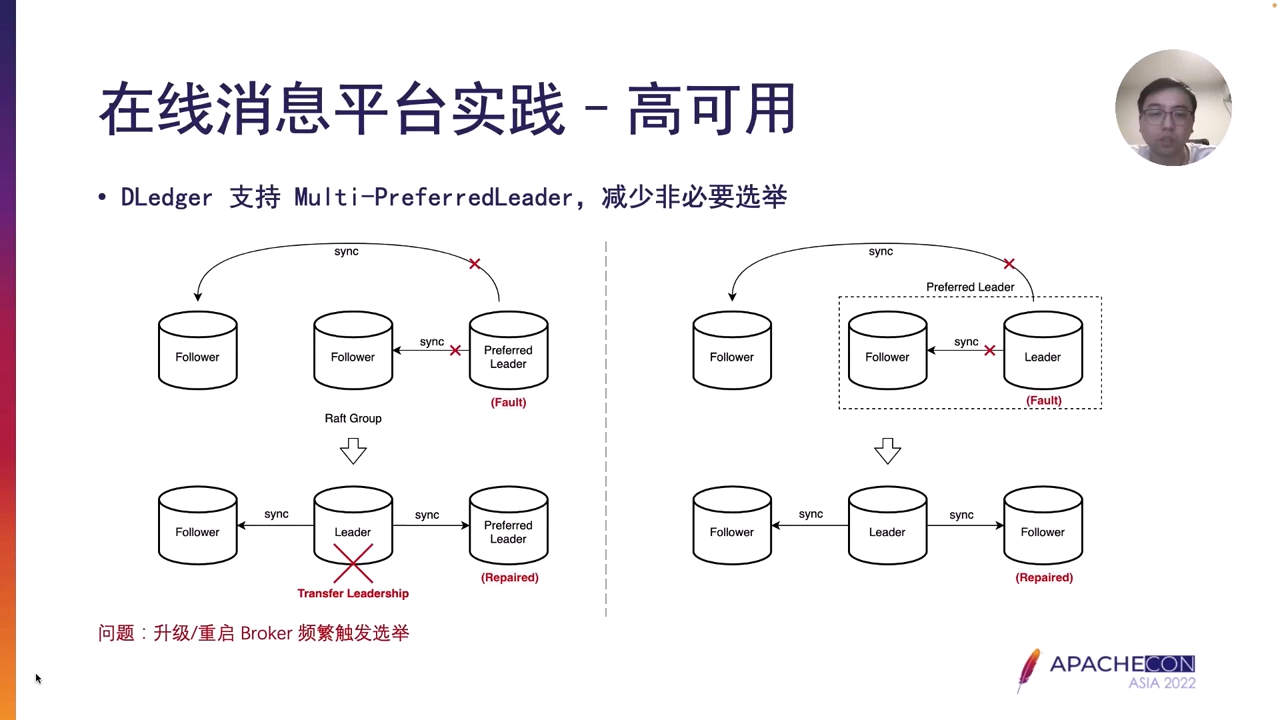 在线消息平台实践 - 高可用
• DLedger 支持 Multi-PreferredLeader，减少非必要选举
sync
Follower
Follower
sync
Preferred
Leader
(Fault)
Raft Group
Follower
sync
Leader
sync
Preferred
Leader
(Repaired)
Transfer Leadership
问题：升级/重启 Broker 频繁触发选举
sync
Preferred Leader
Follower
Follower
sync
Leader
(Fault)
Follower
sync
Leader
sync
Follower
(Repaired)
APACHECON
ASIA 2022